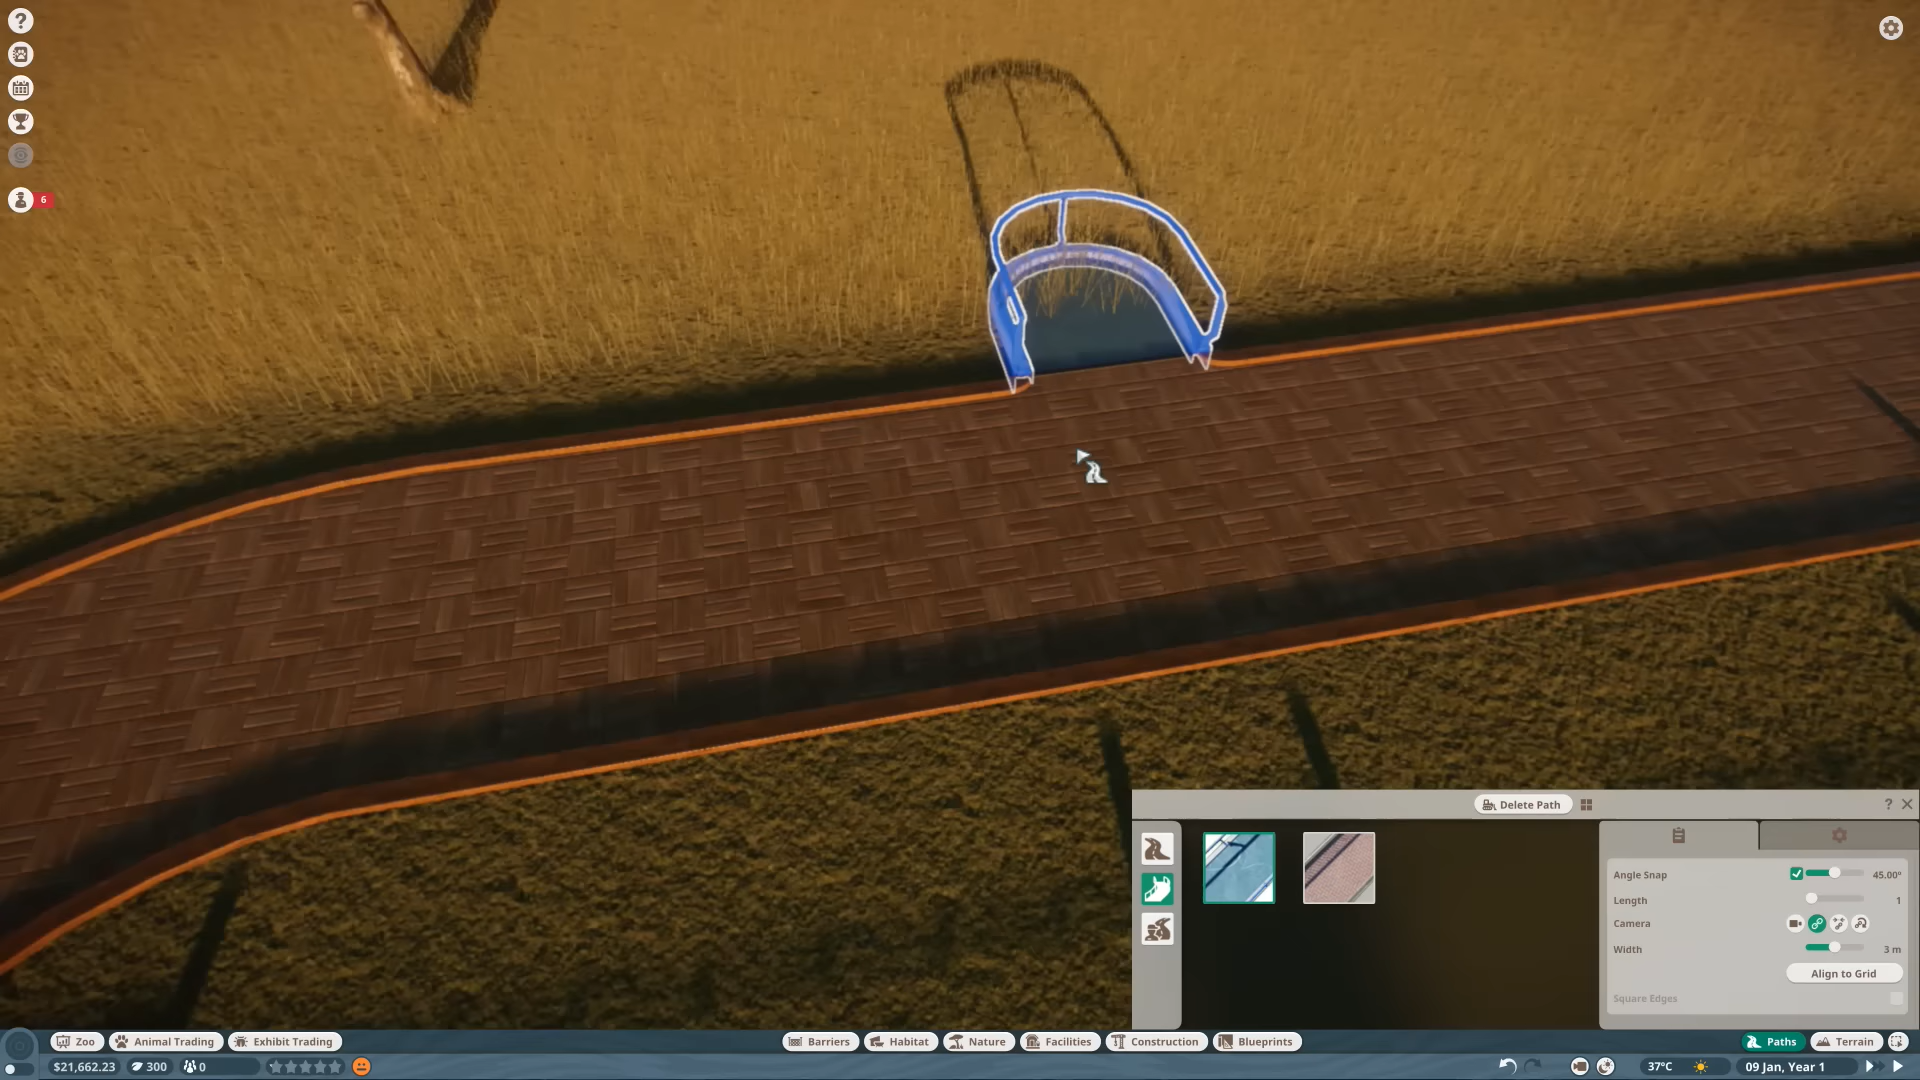 ?
6
Delete Path
?
Angle Snap 45.00°
Length 1
Camera
Width 3 m
Align to Grid
Square Edges
Zoo Animal Trading Exhibit Trading Barriers Habitat Nature Facilities Construction Blueprints Paths Terrain
$21,662.23 300 0 37°C 09 Jan, Year 1